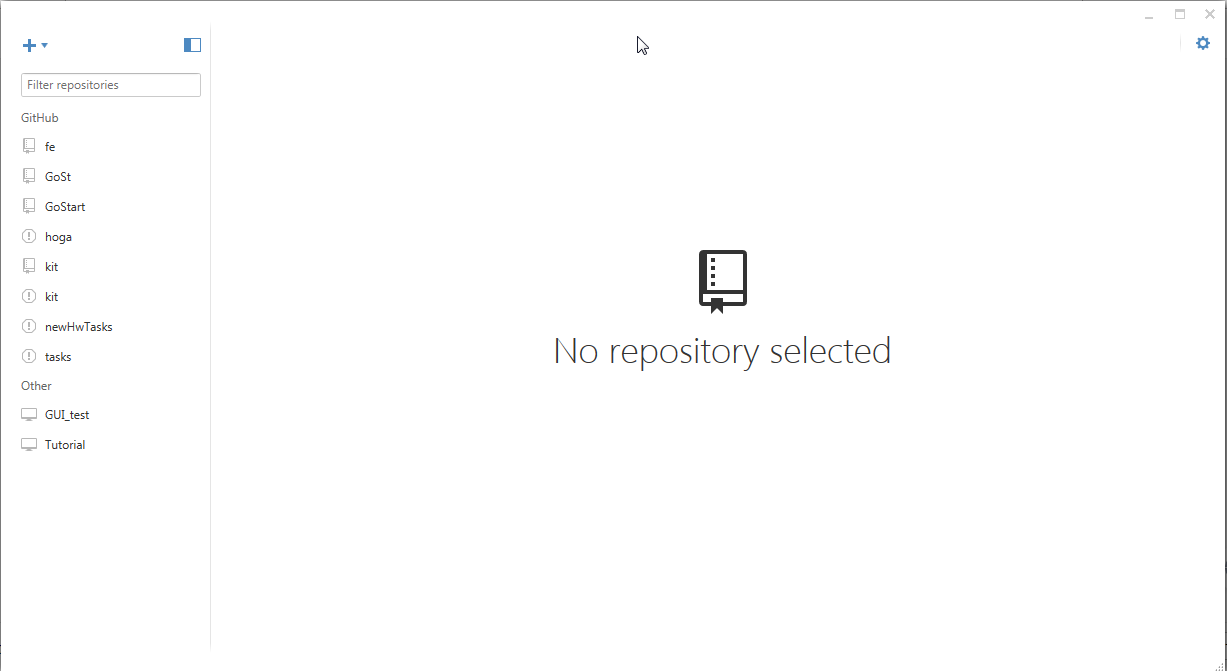 Filter repositories
GitHub
fe
GoSt
GoStart
hoga
kit
kit
newHwTasks
tasks
Other
GUI_test
Tutorial
No repository selected